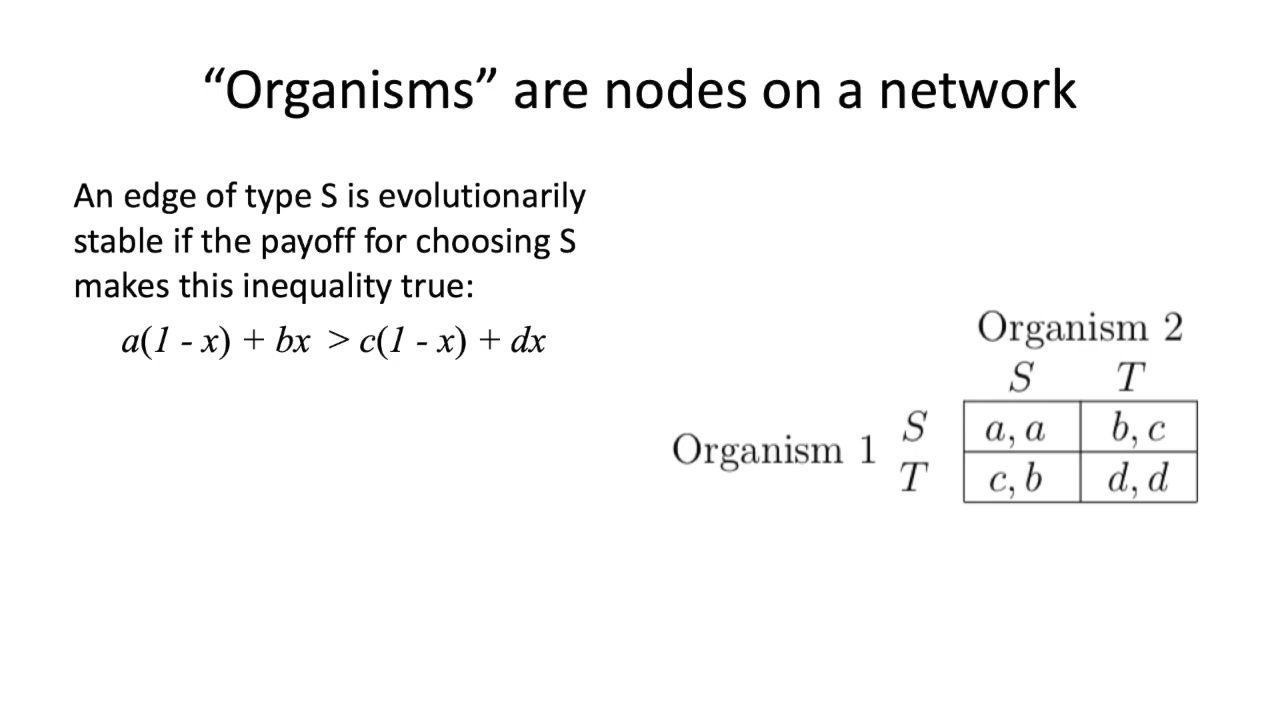 “Organisms” are nodes on a network
An edge of type S is evolutionarily
stable if the payoff for choosing S
makes this inequality true:
a(1 - x) + bx > c(1 - x) + dx
Organism 2
S T
Organism 1
S a, a b, c
T c, b d, d